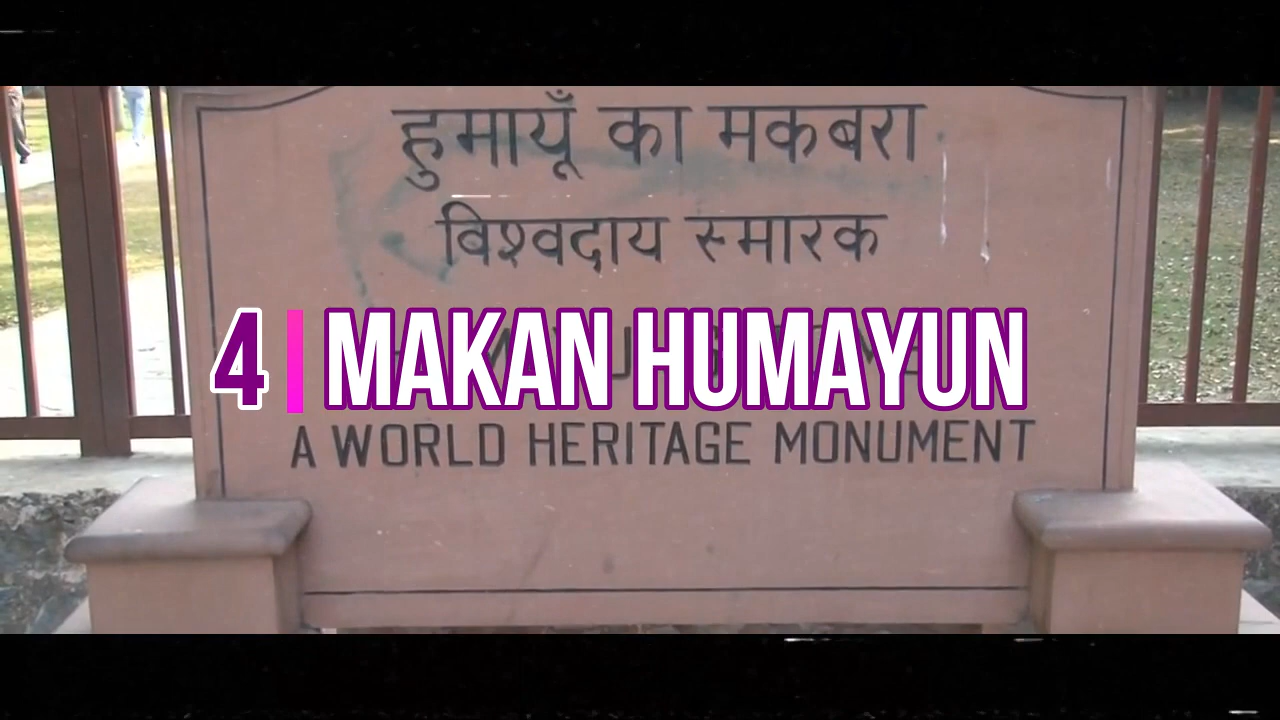 हुमायूँ का मकबरा
विश्वदाय स्मारक
4 | MAKAN HUMAYUN
A WORLD HERITAGE MONUMENT